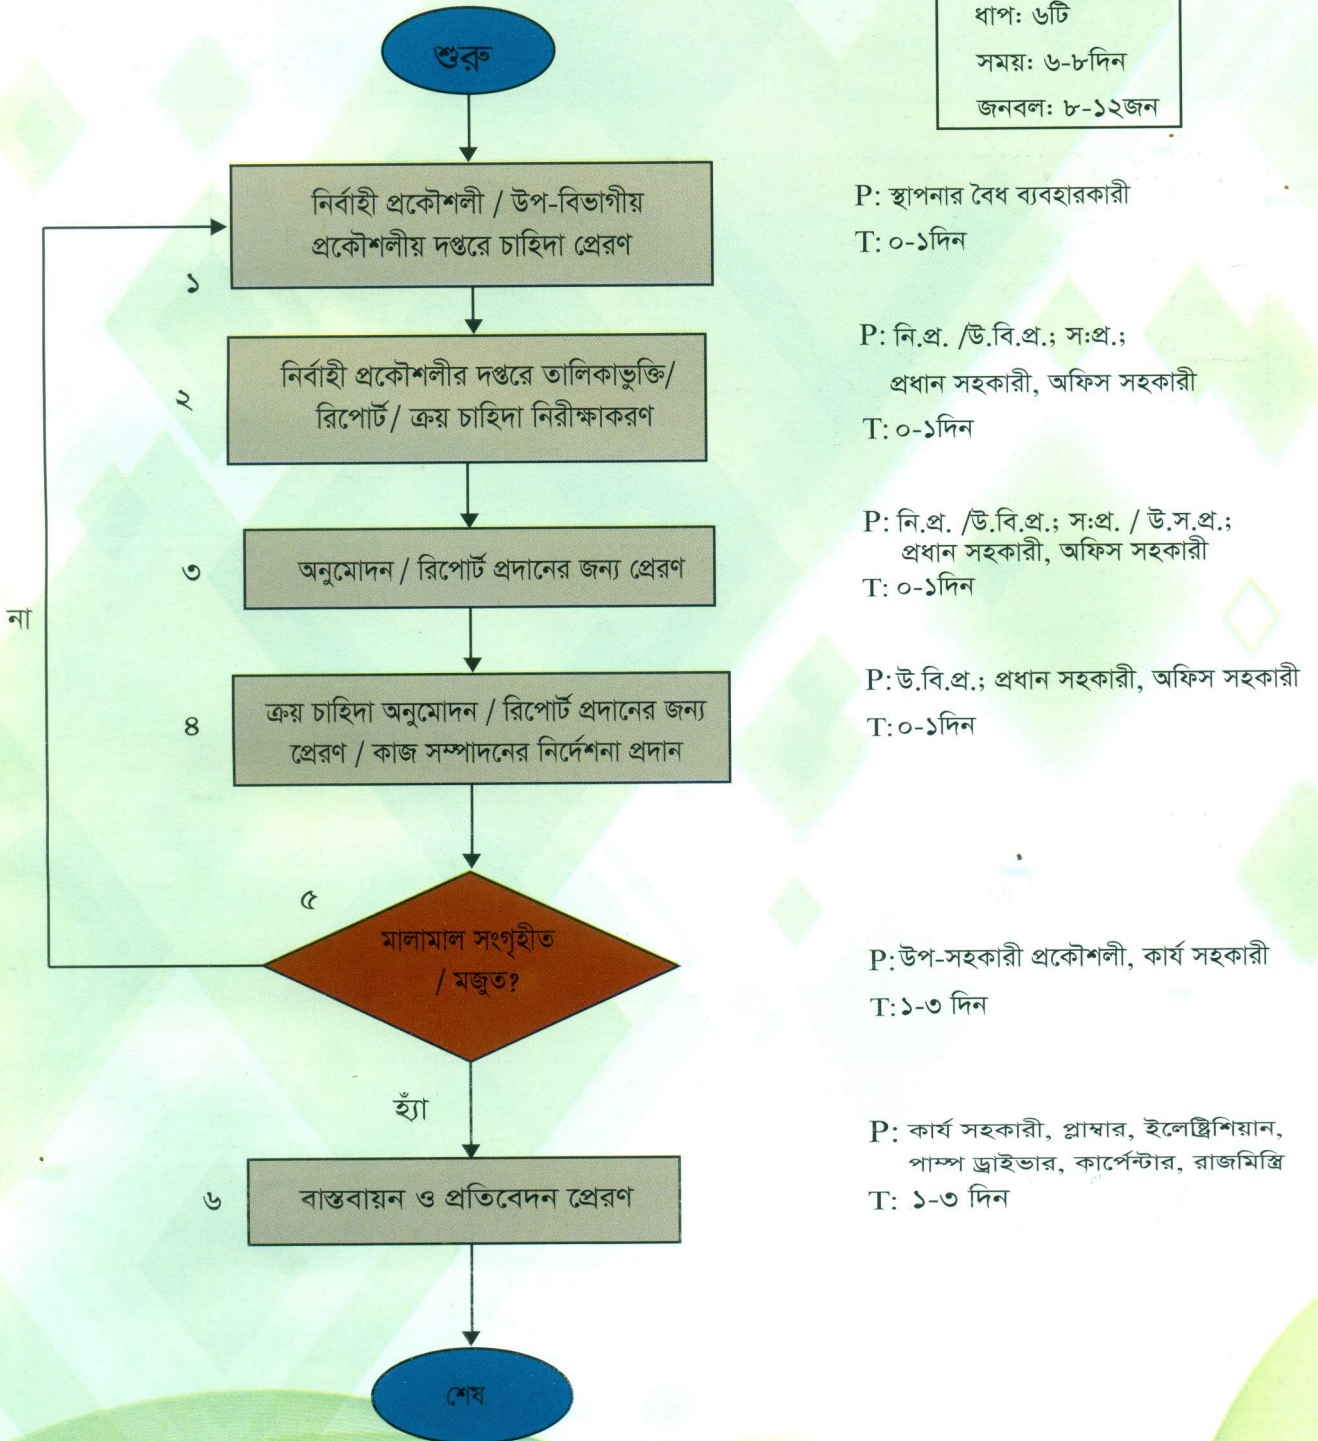 ধাপ: ৬টি
সময়: ৬-৮দিন
জনবল: ৮-১২জন
শুরু
নির্বাহী প্রকৌশলী / উপ-বিভাগীয়
প্রকৌশলীয় দপ্তরে চাহিদা প্রেরণ
১
P: স্থাপনার বৈধ ব্যবহারকারী
T: ০-১দিন
নির্বাহী প্রকৌশলীর দপ্তরে তালিকাভুক্তি/
রিপোর্ট/ ক্রয় চাহিদা নিরীক্ষাকরণ
২
P: নি.প্র. /উ.বি.প্র.; স:প্র.;
প্রধান সহকারী, অফিস সহকারী
T: ০-১দিন
৩
অনুমোদন / রিপোর্ট প্রদানের জন্য প্রেরণ
P: নি.প্র. /উ.বি.প্র.; স:প্র. / উ.স.প্র.;
প্রধান সহকারী, অফিস সহকারী
T: ০-১দিন
না
৪
ক্রয় চাহিদা অনুমোদন / রিপোর্ট প্রদানের জন্য
প্রেরণ / কাজ সম্পাদনের নির্দেশনা প্রদান
P: উ.বি.প্র.; প্রধান সহকারী, অফিস সহকারী
T: ০-১দিন
৫
মালামাল সংগৃহীত
/ মজুত?
P: উপ-সহকারী প্রকৌশলী, কার্য সহকারী
T: ১-৩ দিন
হ্যাঁ
৬
বাস্তবায়ন ও প্রতিবেদন প্রেরণ
P: কার্য সহকারী, প্লাম্বার, ইলেক্ট্রিশিয়ান,
পাম্প ড্রাইভার, কার্পেন্টার, রাজমিস্ত্রি
T: ১-৩ দিন
শেষ